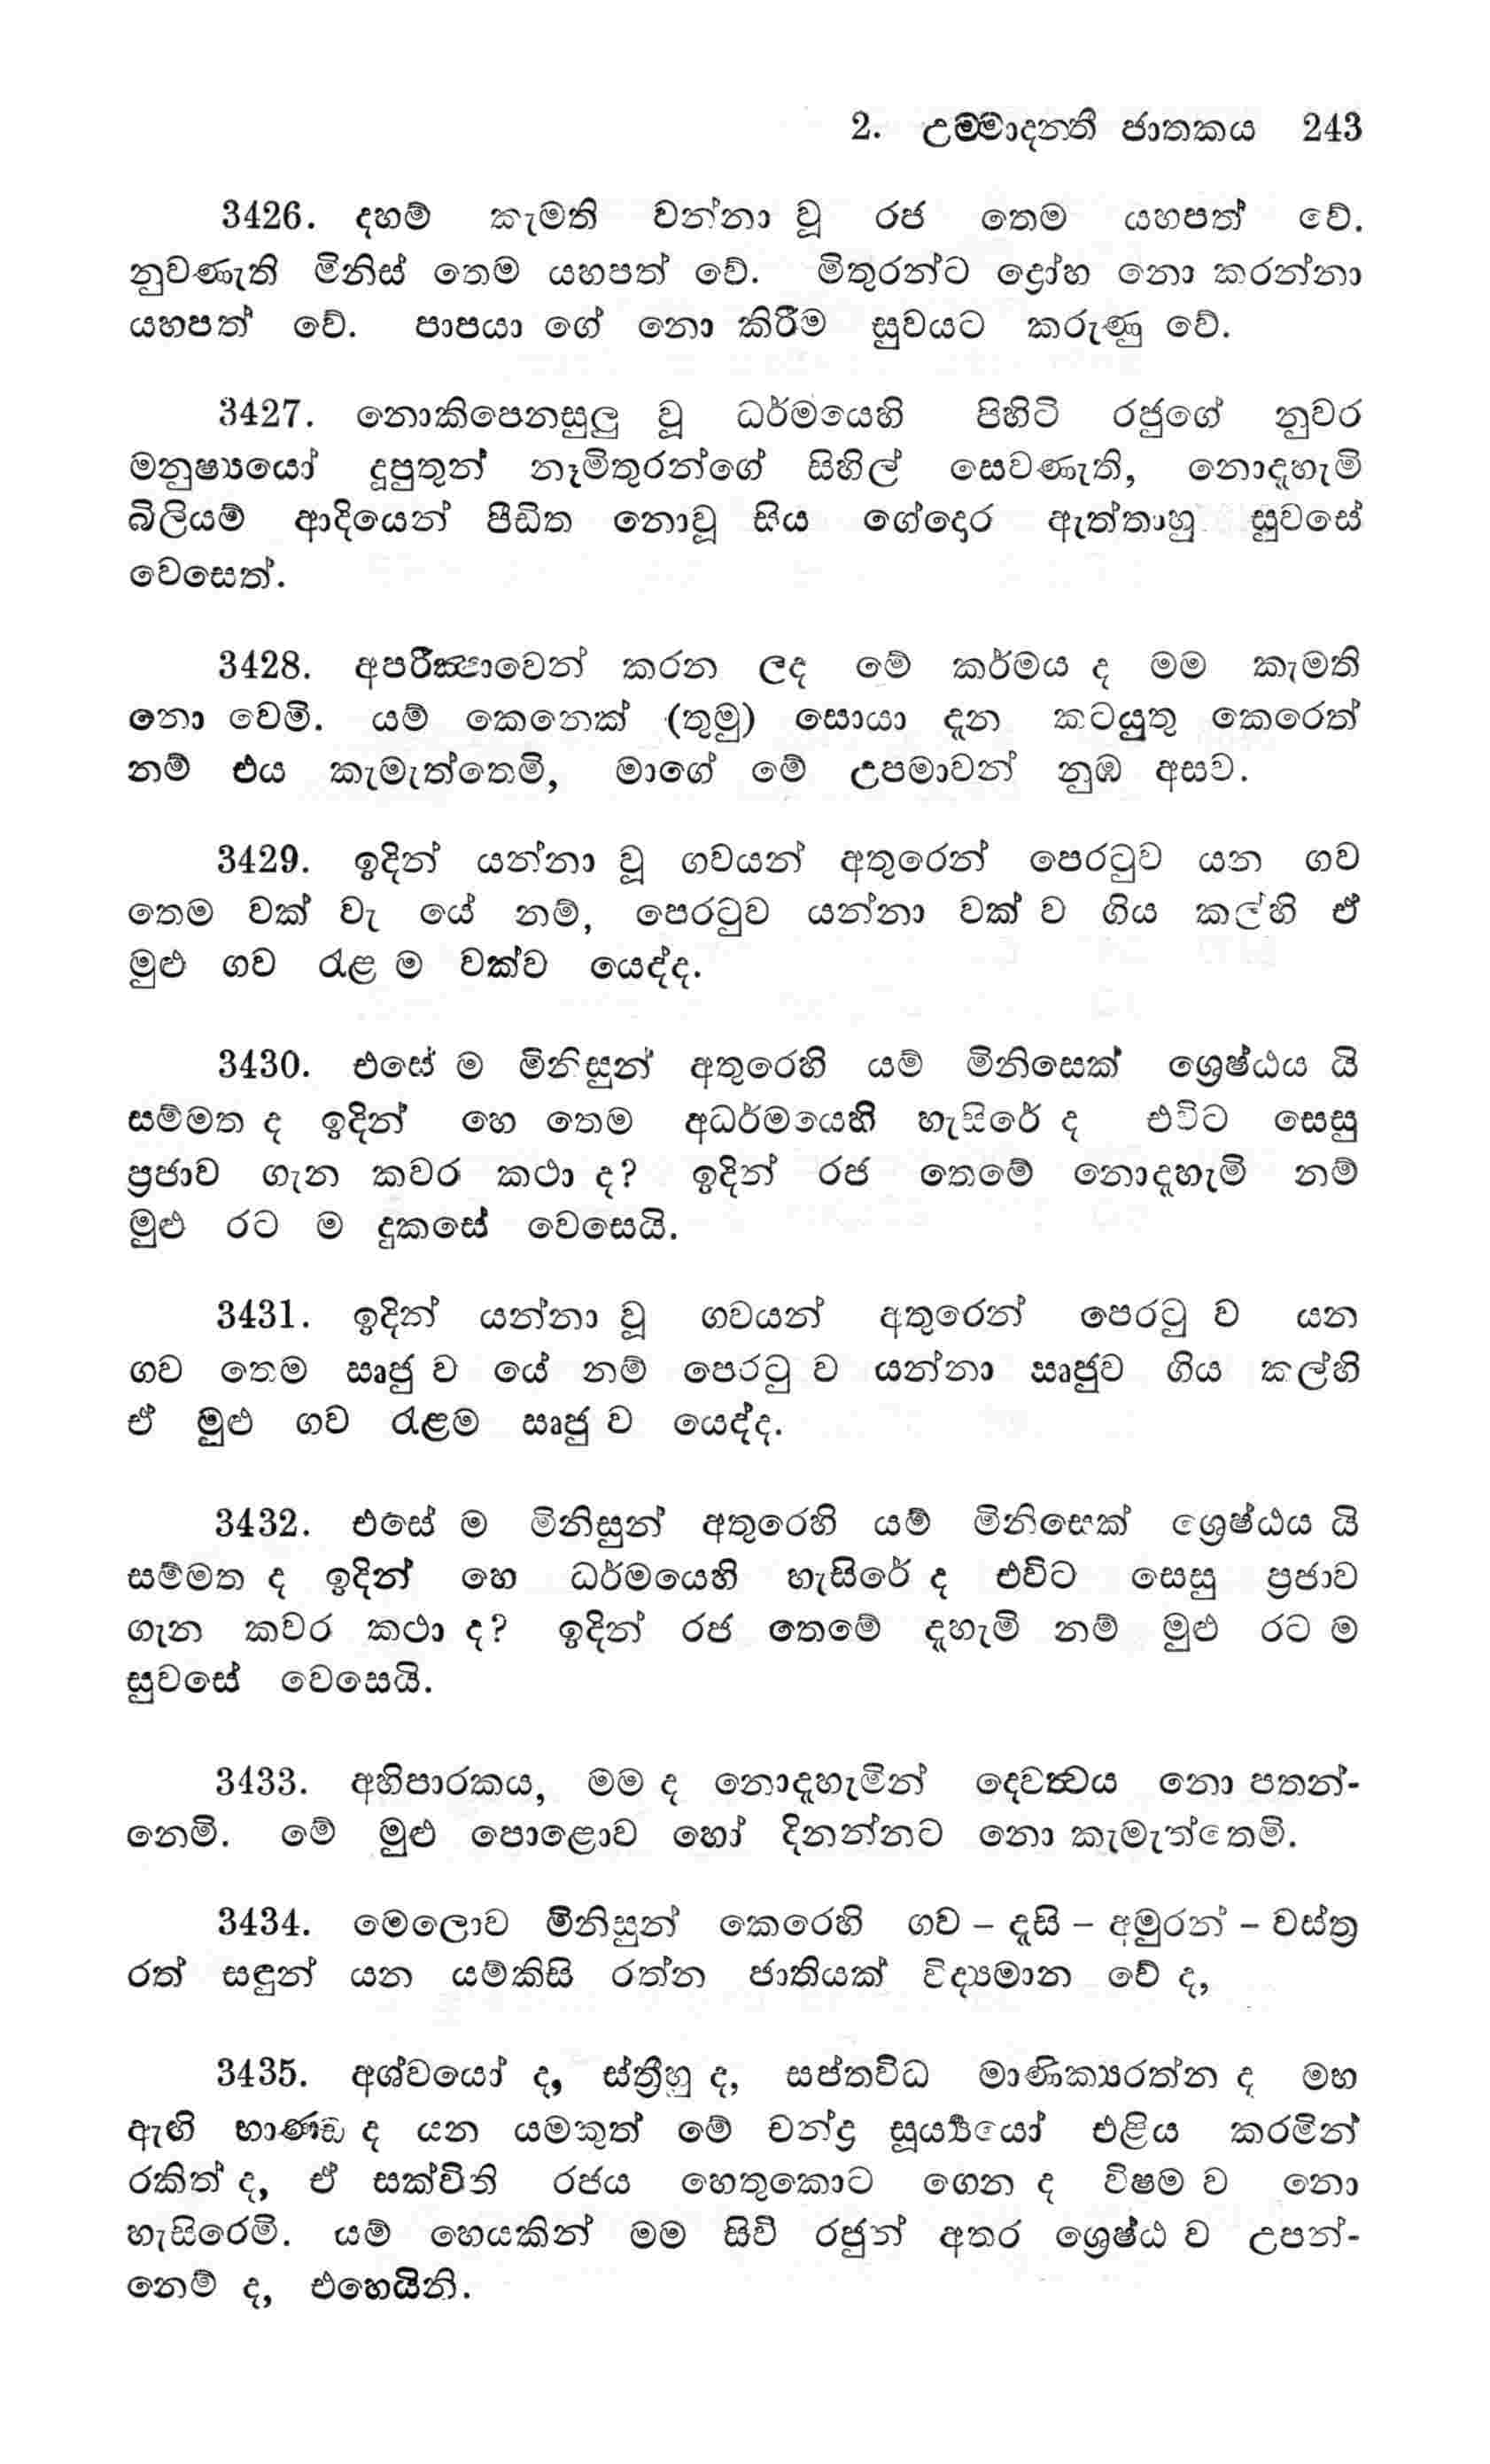 2. උම්මාදන්තී ජාතකය 243
3426. දහම් කැමති වන්නා වූ රජ තෙම යහපත් වේ.
නුවණැති මිනිස් තෙම යහපත් වේ. මිතුරන්ට ද්‍රෝහ නො කරන්නා
යහපත් වේ. පාපයා ගේ නො කිරීම සුවයට කරුණු වේ.
3427. නොකිපෙනසුලු වූ ධර්මයෙහි පිහිටි රජුගේ නුවර
මනුෂ්‍යයෝ දූපුතුන් නෑමිතුරන්ගේ සිහිල් සෙවණැති, නොදැහැමි
බිලියම් ආදියෙන් පීඩිත නොවූ සිය ගේදොර ඇත්තාහු සුවසේ
වෙසෙත්.
3428. අපරීක්‍ෂාවෙන් කරන ලද මේ කර්මය ද මම කැමති
නො වෙමි. යම් කෙනෙක් (තුමු) සොයා දැන කටයුතු කෙරෙත්
නම් එය කැමැත්තෙමි, මාගේ මේ උපමාවන් නුඹ අසව.
3429. ඉදින් යන්නා වූ ගවයන් අතුරෙන් පෙරටුව යන ගව
තෙම වක් වැ යේ නම්, පෙරටුව යන්නා වක් ව ගිය කල්හි ඒ
මුළු ගව රැළ ම වක්ව යෙද්ද.
3430. එසේ ම මිනිසුන් අතුරෙහි යම් මිනිසෙක් ශ්‍රෙෂ්ඨය යි
සම්මත ද ඉදින් හෙ තෙම අධර්මයෙහි හැසිරේ ද එවිට සෙසු
ප්‍රජාව ගැන කවර කථා ද? ඉදින් රජ තෙමේ නොදැහැමි නම්
මුළු රට ම දුකසේ වෙසෙයි.
3431. ඉදින් යන්නා වූ ගවයන් අතුරෙන් පෙරටු ව යන
ගව තෙම ඍජු ව යේ නම් පෙරටු ව යන්නා ඍජුව ගිය කල්හි
ඒ මුළු ගව රැළම ඍජු ව යෙද්ද.
3432. එසේ ම මිනිසුන් අතුරෙහි යම් මිනිසෙක් ශ්‍රෙෂ්ඨය යි
සම්මත ද ඉදින් හෙ ධර්මයෙහි හැසිරේ ද එවිට සෙසු ප්‍රජාව
ගැන කවර කථා ද? ඉදින් රජ තෙමේ දැහැමි නම් මුළු රට ම
සුවසේ වෙසෙයි.
3433. අහිපාරකය, මම ද නොදැහැමින් දෙවත්‍වය නො පතන්-
නෙමි. මේ මුළු පොළොව හෝ දිනන්නට නො කැමැත්තෙමි.
3434. මෙලොව මිනිසුන් කෙරෙහි ගව – දැසි – අමුරන් – වස්ත්‍ර
රත් සඳුන් යන යම්කිසි රත්න ජාතියක් විද්‍යමාන වේ ද,
3435. අශ්වයෝ ද, ස්ත්‍රීහු ද, සප්තවිධ මාණික්‍යරත්න ද මහ
ඇඟි භාණ්ඩ ද යන යමකුත් මේ චන්ද්‍ර සූර්‍ය්‍යයෝ එළිය කරමින්
රකිත් ද, ඒ සක්විති රජය හෙතුකොට ගෙන ද විෂම ව නො
හැසිරෙමි. යම් හෙයකින් මම සිවි රජුන් අතර ශ්‍රෙෂ්ඨ ව උපන්-
නෙම් ද, එහෙයිනි.